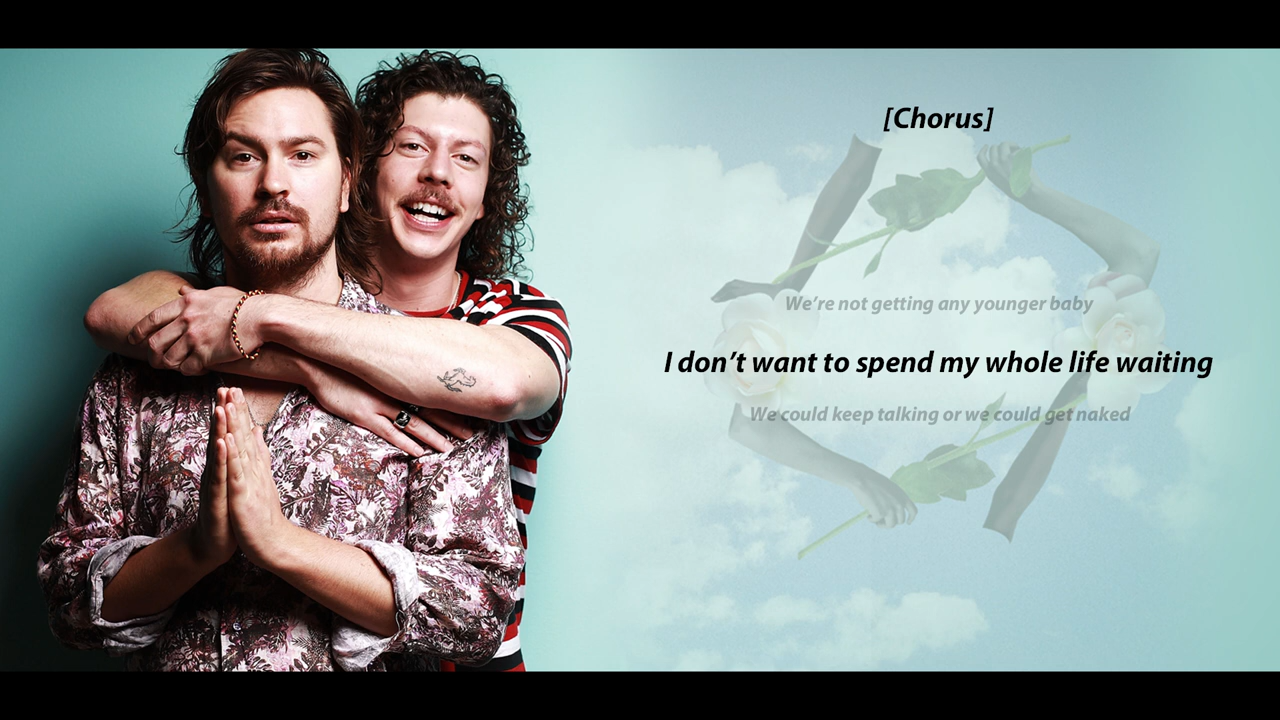 [Chorus]
We’re not getting any younger baby
I don’t want to spend my whole life waiting
We could keep talking or we could get naked